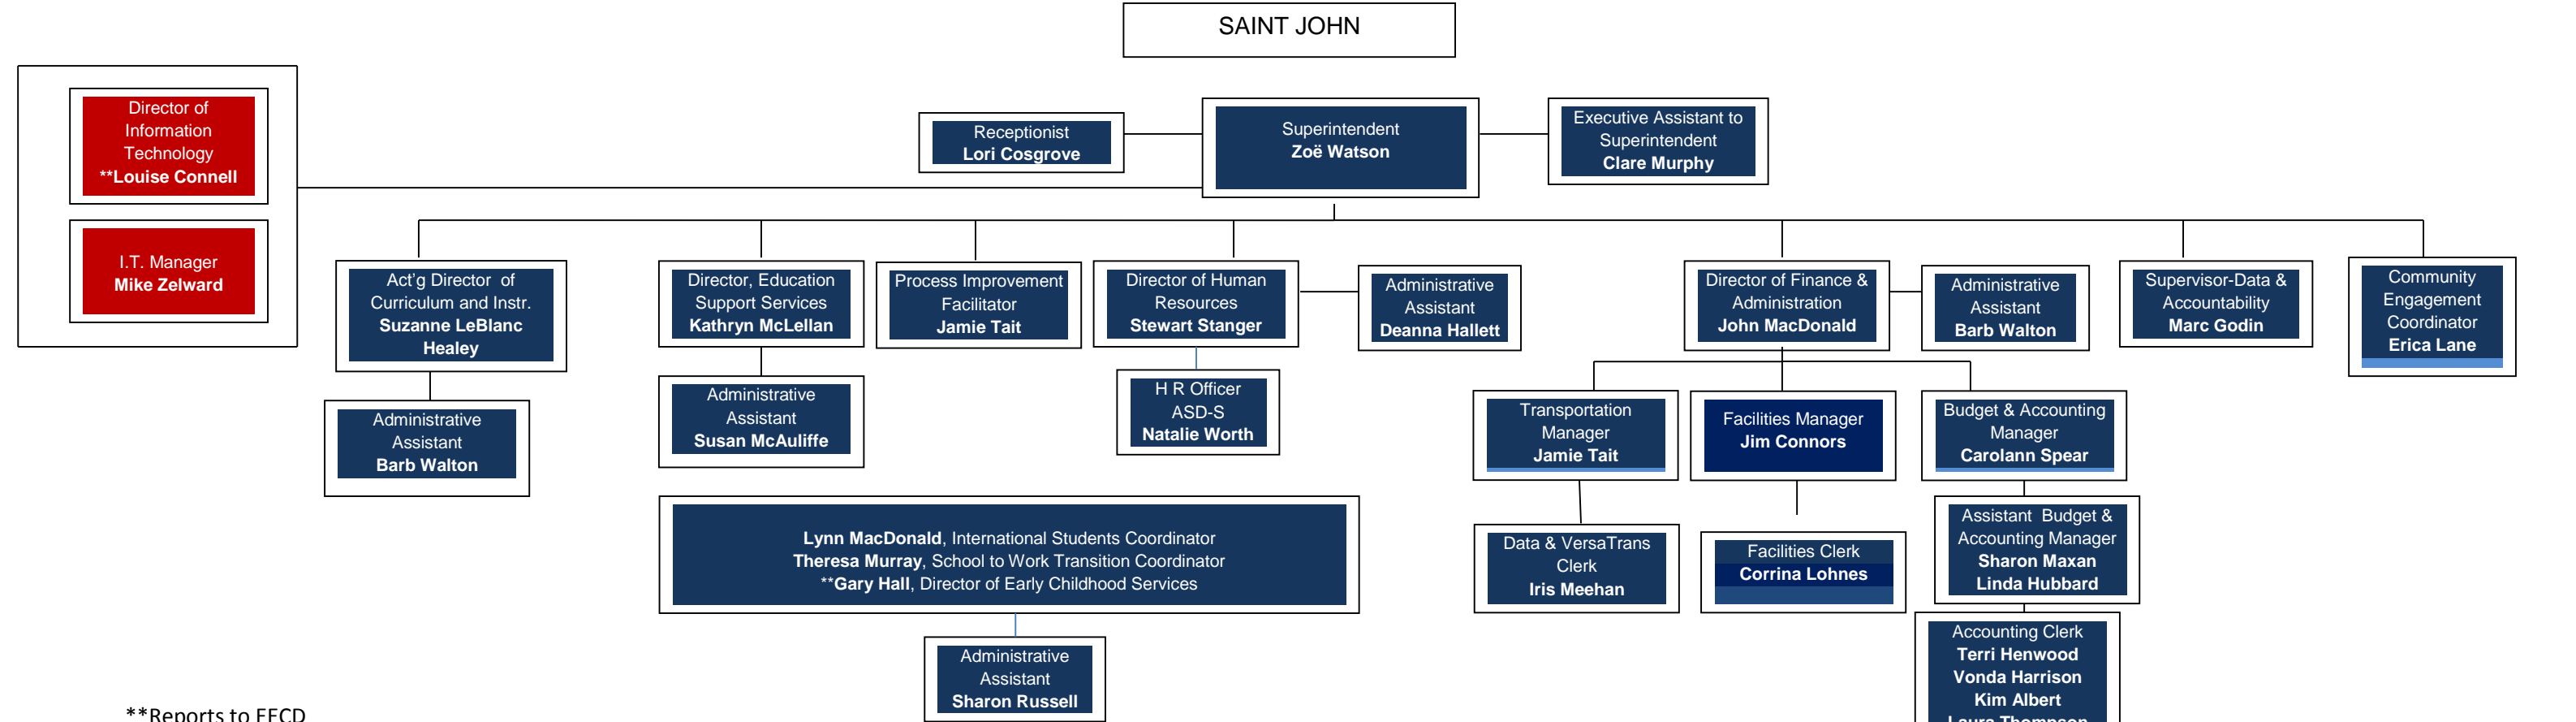 SAINT JOHN
Director of
Information
Technology
**Louise Connell
I.T. Manager
Mike Zelward
Receptionist
Lori Cosgrove
Superintendent
Zoë Watson
Executive Assistant to
Superintendent
Clare Murphy
Act'g Director of
Curriculum and Instr.
Suzanne LeBlanc
Healey
Director, Education
Support Services
Kathryn McLellan
Process Improvement
Facilitator
Jamie Tait
Director of Human
Resources
Stewart Stanger
Administrative
Assistant
Deanna Hallett
Director of Finance &
Administration
John MacDonald
Administrative
Assistant
Barb Walton
Supervisor-Data &
Accountability
Marc Godin
Community
Engagement
Coordinator
Erica Lane
Administrative
Assistant
Barb Walton
Administrative
Assistant
Susan McAuliffe
H R Officer
ASD-S
Natalie Worth
Transportation
Manager
Jamie Tait
Facilities Manager
Jim Connors
Budget & Accounting
Manager
Carolann Spear
Lynn MacDonald, International Students Coordinator
Theresa Murray, School to Work Transition Coordinator
**Gary Hall, Director of Early Childhood Services
Data & VersaTrans
Clerk
Iris Meehan
Facilities Clerk
Corrina Lohnes
Assistant Budget &
Accounting Manager
Sharon Maxan
Linda Hubbard
Administrative
Assistant
Sharon Russell
Accounting Clerk
Terri Henwood
Vonda Harrison
Kim Albert
Laura Thompson
**Reports to EECD